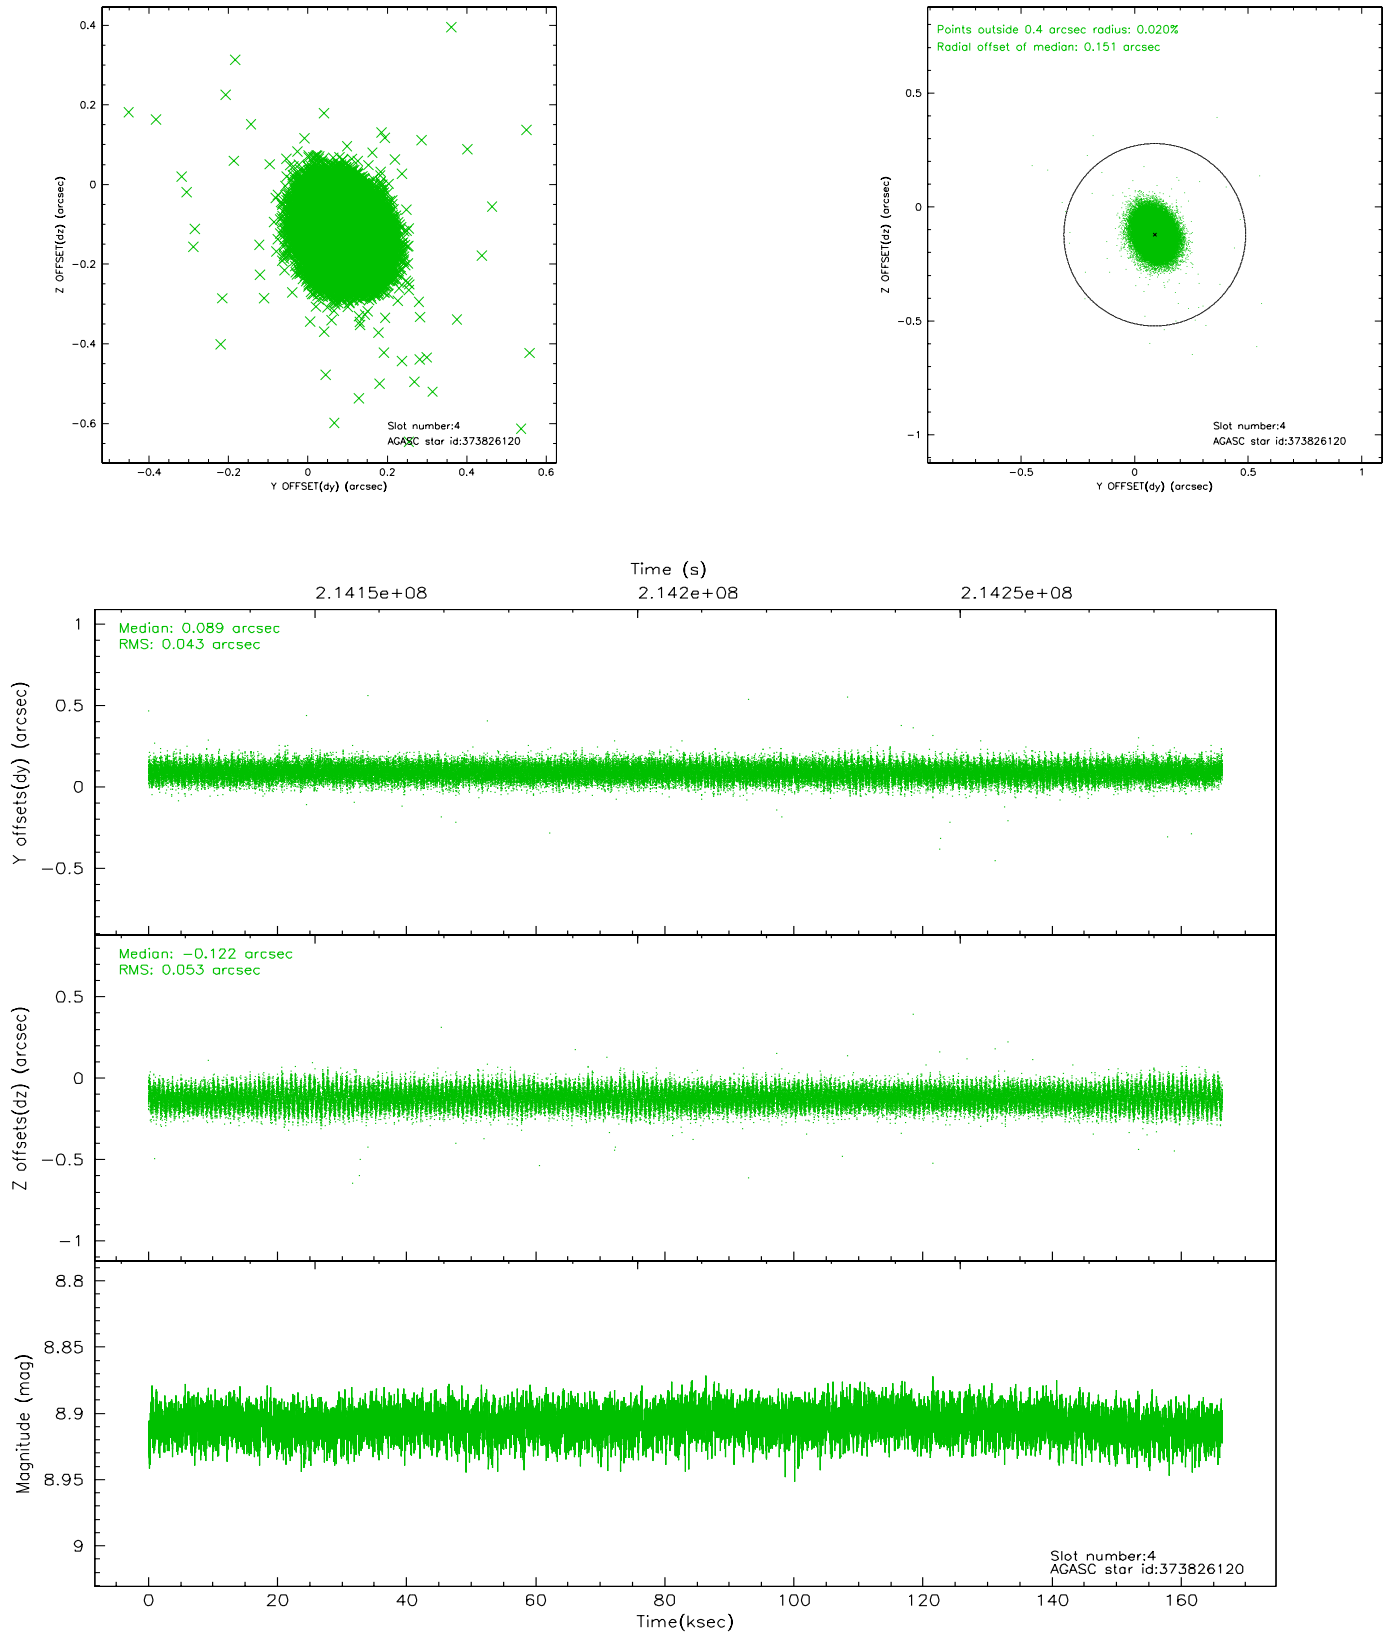 0.4
0.2
0
−0.2
−0.4
−0.6
Z OFFSET(dz) (arcsec)
Slot number:4
AGASC star id:373826120
−0.4
−0.2
0
0.2
0.4
0.6
Y OFFSET(dy) (arcsec)
Points outside 0.4 arcsec radius: 0.020%
Radial offset of median: 0.151 arcsec
0.5
0
−0.5
−1
Z OFFSET(dz) (arcsec)
Slot number:4
AGASC star id:373826120
−0.5
0
0.5
1
Y OFFSET(dy) (arcsec)
Time (s)
2.1415e+08
2.142e+08
2.1425e+08
Median: 0.089 arcsec
RMS: 0.043 arcsec
1
0.5
0
−0.5
Y offsets(dy) (arcsec)
Median: −0.122 arcsec
RMS: 0.053 arcsec
0.5
0
−0.5
−1
Z offsets(dz) (arcsec)
8.8
8.85
8.9
8.95
9
Magnitude (mag)
Slot number:4
AGASC star id:373826120
0
20
40
60
80
100
120
140
160
Time(ksec)